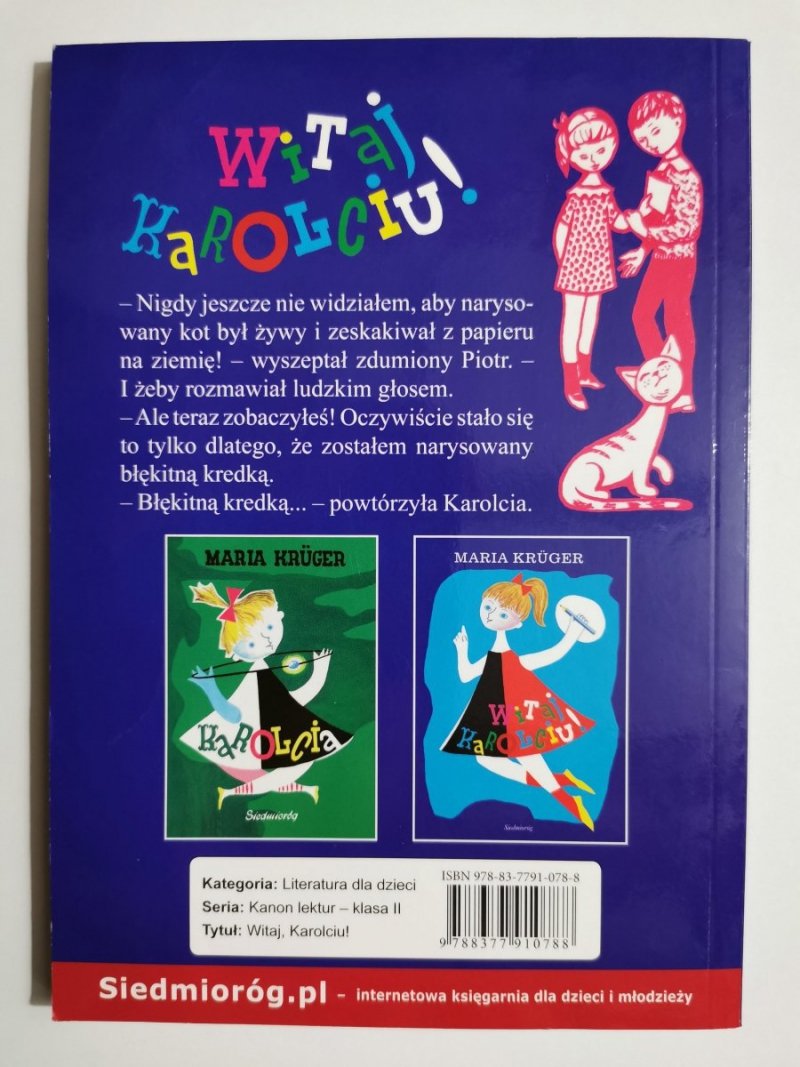 Witaj
Karolciu!
– Nigdy jeszcze nie widziałem, aby naryso-
wany kot był żywy i zeskakiwał z papieru
na ziemię! – wyszeptał zdumiony Piotr. –
I żeby rozmawiał ludzkim głosem.
– Ale teraz zobaczyłeś! Oczywiście stało się
to tylko dlatego, że zostałem narysowany
błękitną kredką.
– Błękitną kredką... – powtórzyła Karolcia.
MARIA KRÜGER
KAROLCIA
Siedmioróg
MARIA KRÜGER
WiTaj
KaROLCiU!
Siedmioróg
Kategoria: Literatura dla dzieci
Seria: Kanon lektur – klasa II
Tytuł: Witaj, Karolciu!
ISBN 978-83-7791-078-8
9 788377 910788
Siedmioróg.pl – internetowa księgarnia dla dzieci i młodzieży